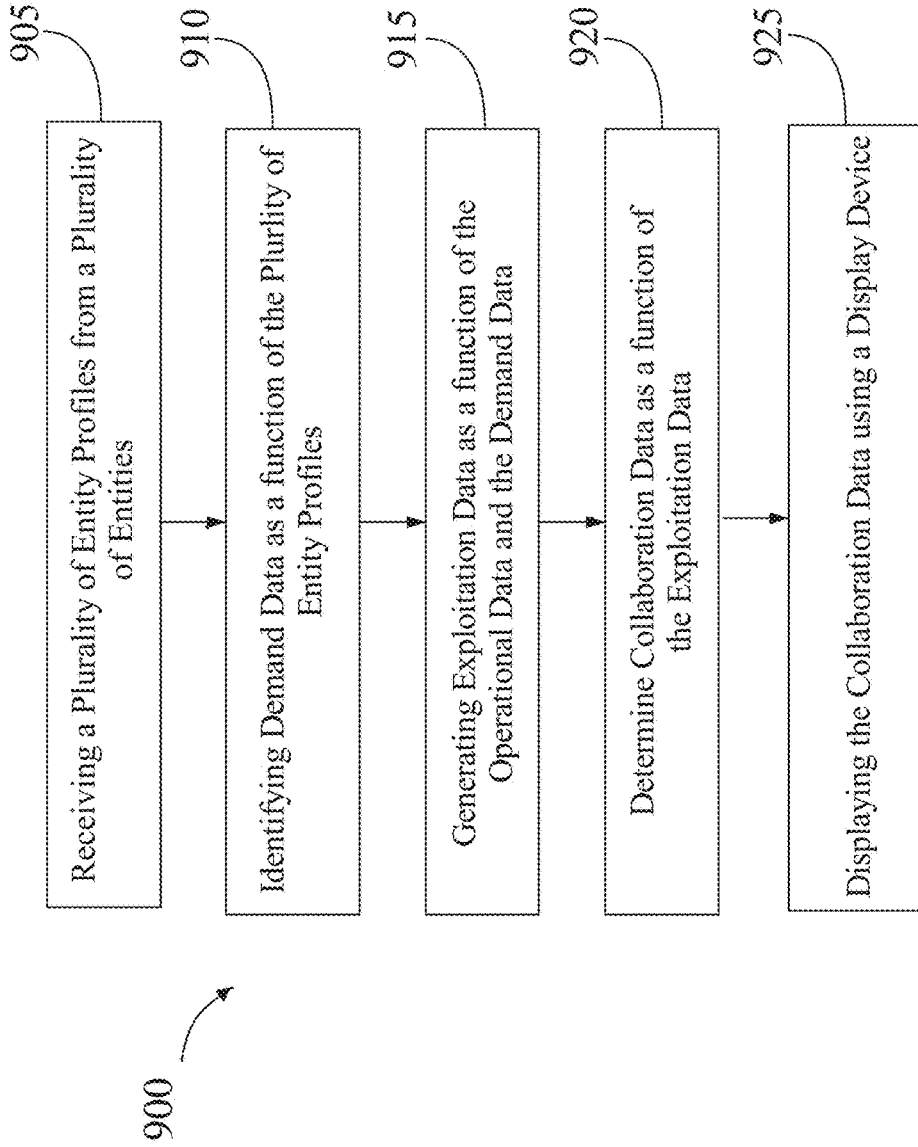 900
905
Receiving a Plurality of Entity Profiles from a Plurality
of Entities
910
Identifying Demand Data as a function of the Plurlity of
Entity Profiles
915
Generating Exploitation Data as a function of the
Operational Data and the Demand Data
920
Determine Collaboration Data as a function of
the Exploitation Data
925
Displaying the Collaboration Data using a Display Device